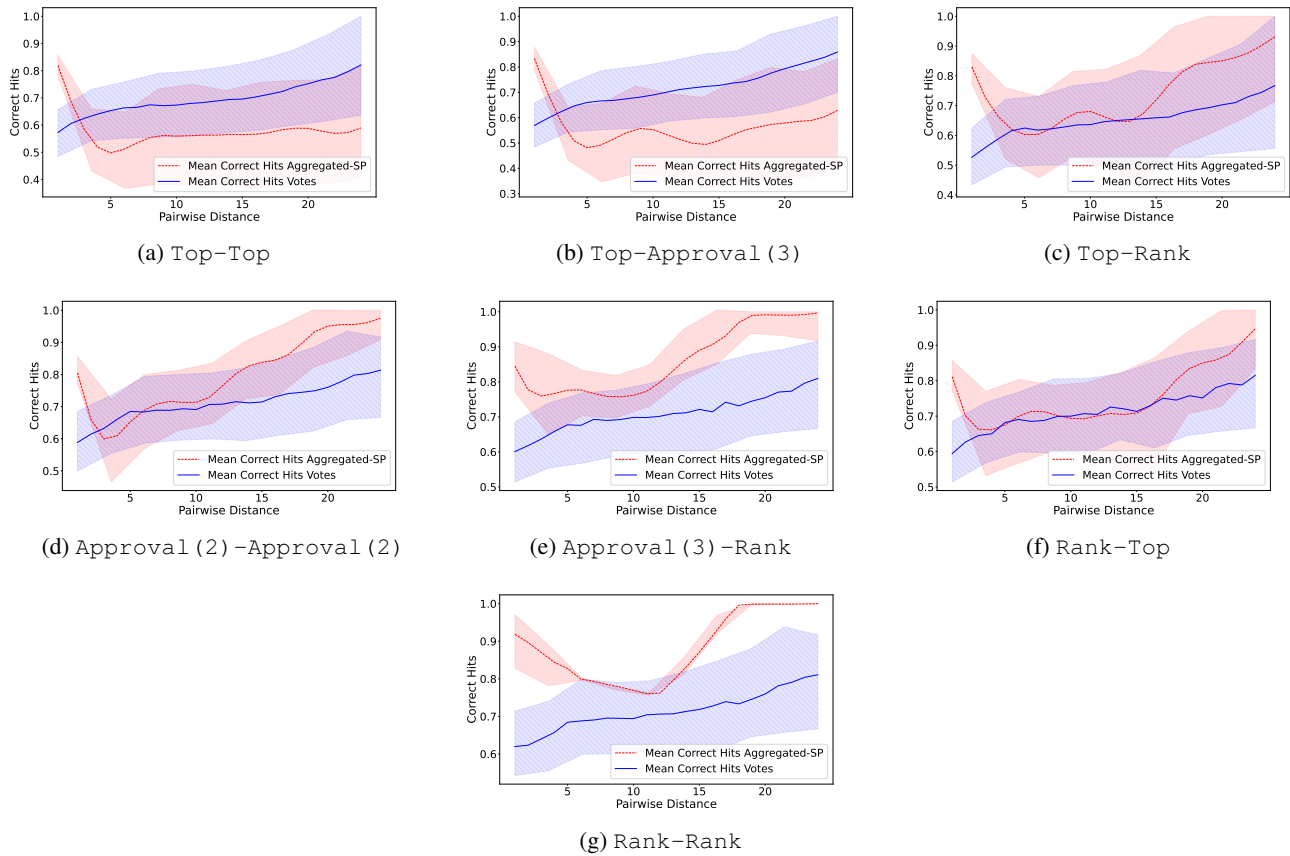 1.0
0.9
0.8
0.7
0.6
0.5
0.4
Correct Hits
Mean Correct Hits Aggregated-SP
Mean Correct Hits Votes
5 10 15 20
Pairwise Distance
(a) Top-Top
1.0
0.9
0.8
0.7
0.6
0.5
0.4
0.3
Correct Hits
Mean Correct Hits Aggregated-SP
Mean Correct Hits Votes
5 10 15 20
Pairwise Distance
(b) Top-Approval(3)
1.0
0.9
0.8
0.7
0.6
0.5
0.4
Correct Hits
Mean Correct Hits Aggregated-SP
Mean Correct Hits Votes
5 10 15 20
Pairwise Distance
(c) Top-Rank
1.0
0.9
0.8
0.7
0.6
0.5
Correct Hits
Mean Correct Hits Aggregated-SP
Mean Correct Hits Votes
5 10 15 20
Pairwise Distance
(d) Approval(2)-Approval(2)
1.0
0.9
0.8
0.7
0.6
0.5
Correct Hits
Mean Correct Hits Aggregated-SP
Mean Correct Hits Votes
5 10 15 20
Pairwise Distance
(e) Approval(3)-Rank
1.0
0.9
0.8
0.7
0.6
0.5
Correct Hits
Mean Correct Hits Aggregated-SP
Mean Correct Hits Votes
5 10 15 20
Pairwise Distance
(f) Rank-Top
1.0
0.9
0.8
0.7
0.6
Correct Hits
Mean Correct Hits Aggregated-SP
Mean Correct Hits Votes
5 10 15 20
Pairwise Distance
(g) Rank-Rank